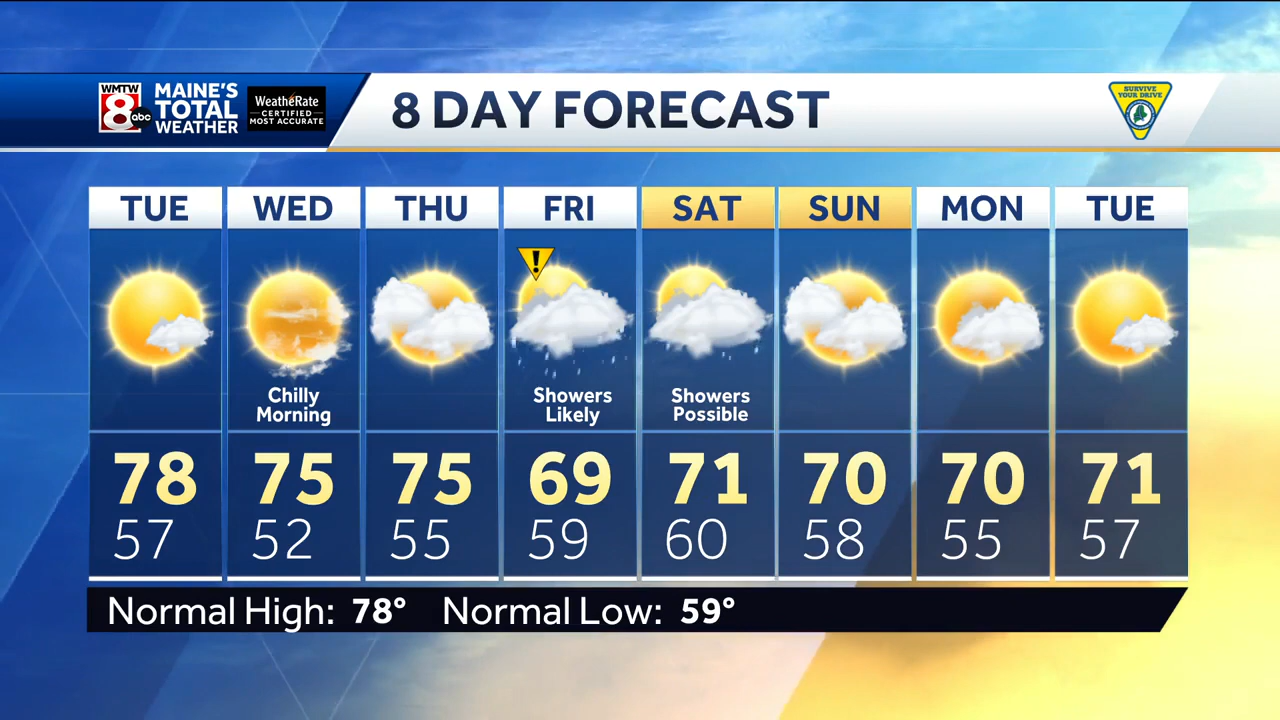 WMTW
8
abc
MAINE'S
TOTAL
WEATHER
WeatheRate
CERTIFIED
MOST ACCURATE
8 DAY FORECAST
SURVIVE
YOUR DRIVE
TUE WED THU FRI SAT SUN MON TUE
!
Chilly Showers Showers
Morning Likely Possible
78 75 75 69 71 70 70 71
57 52 55 59 60 58 55 57
Normal High: 78° Normal Low: 59°